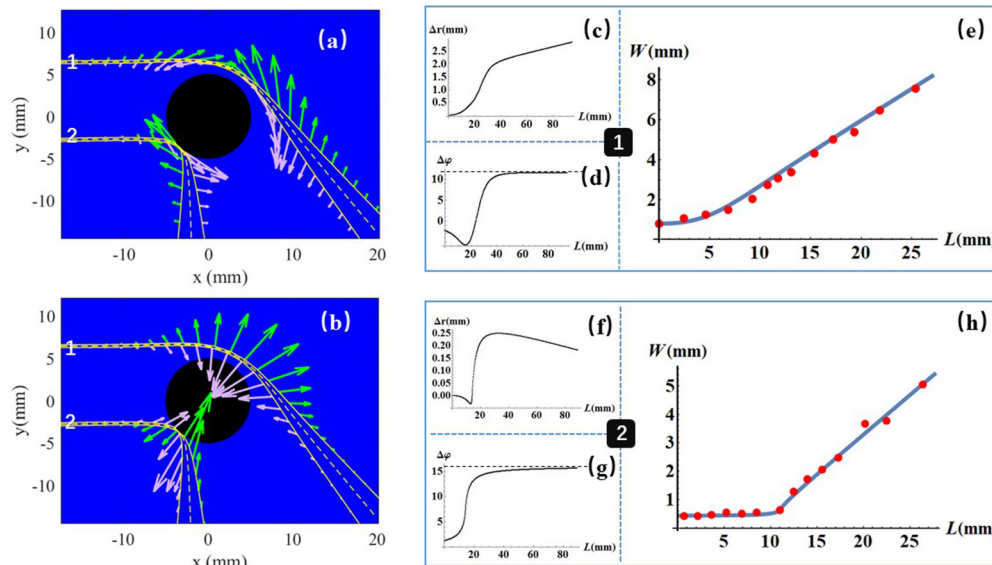 (a)
10
5
0
-5
-10
y (mm)
1
2
-10
0
10
20
x (mm)
(b)
10
5
0
-5
-10
y(mm)
1
2
-10
0
10
20
x (mm)
(c)
Δr(mm)
2.5
2.0
1.5
1.0
0.5
20 40 60 80
L(mm)
1
(d)
Δφ
10
5
0
20 40 60 80
L(mm)
(e)
W(mm)
8
6
4
2
5 10 15 20 25
L(mm)
(f)
Δr(mm)
0.25
0.20
0.15
0.10
0.05
0.00
20 40 60 80
L(mm)
2
(g)
Δφ
15
10
5
20 40 60 80
L(mm)
(h)
W(mm)
5
4
3
2
1
5 10 15 20 25
L(mm)